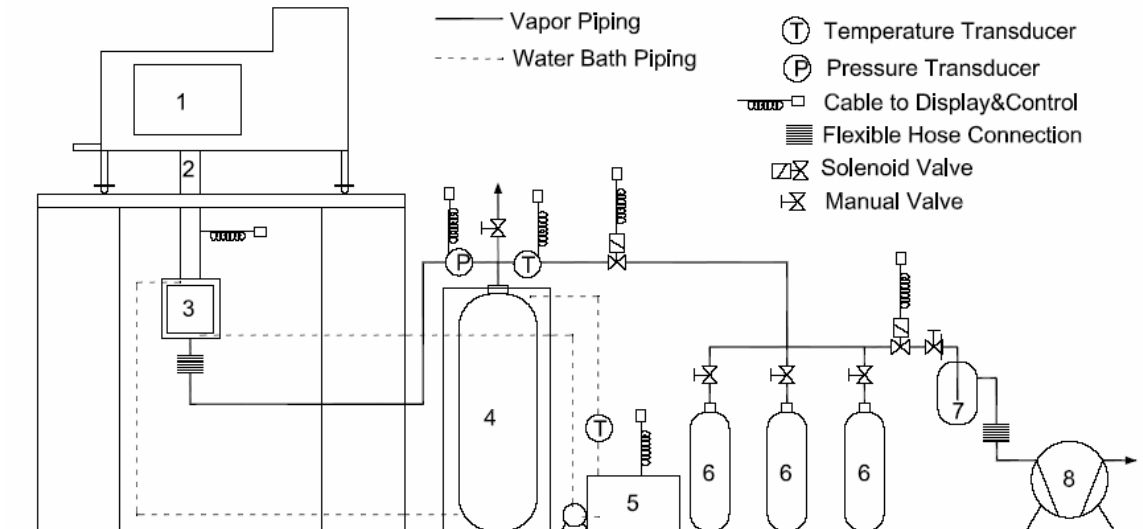 Vapor Piping
Water Bath Piping
T Temperature Transducer
P Pressure Transducer
Cable to Display&Control
Flexible Hose Connection
Solenoid Valve
Manual Valve
1
2
3
P T
4
T
5
6 6 6
7
8